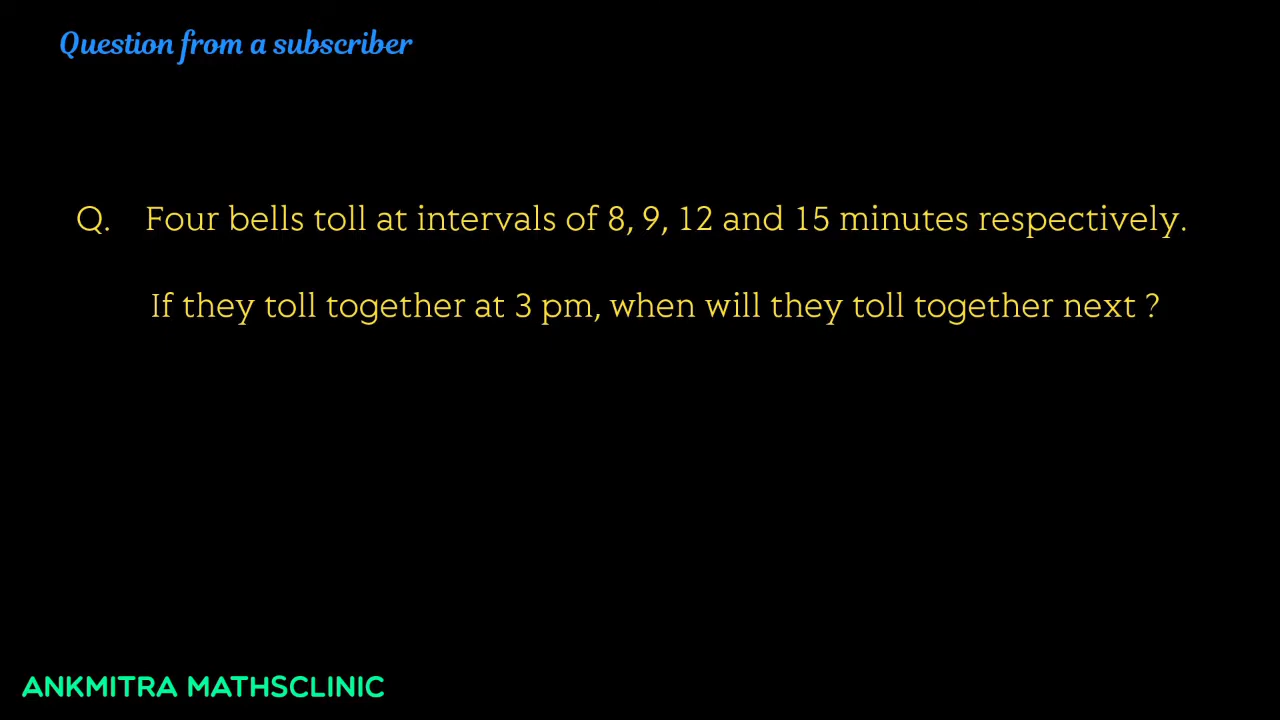 Question from a subscriber
Q. Four bells toll at intervals of 8, 9, 12 and 15 minutes respectively.
If they toll together at 3 pm, when will they toll together next ?
ANKMITRA MATHSCLINIC